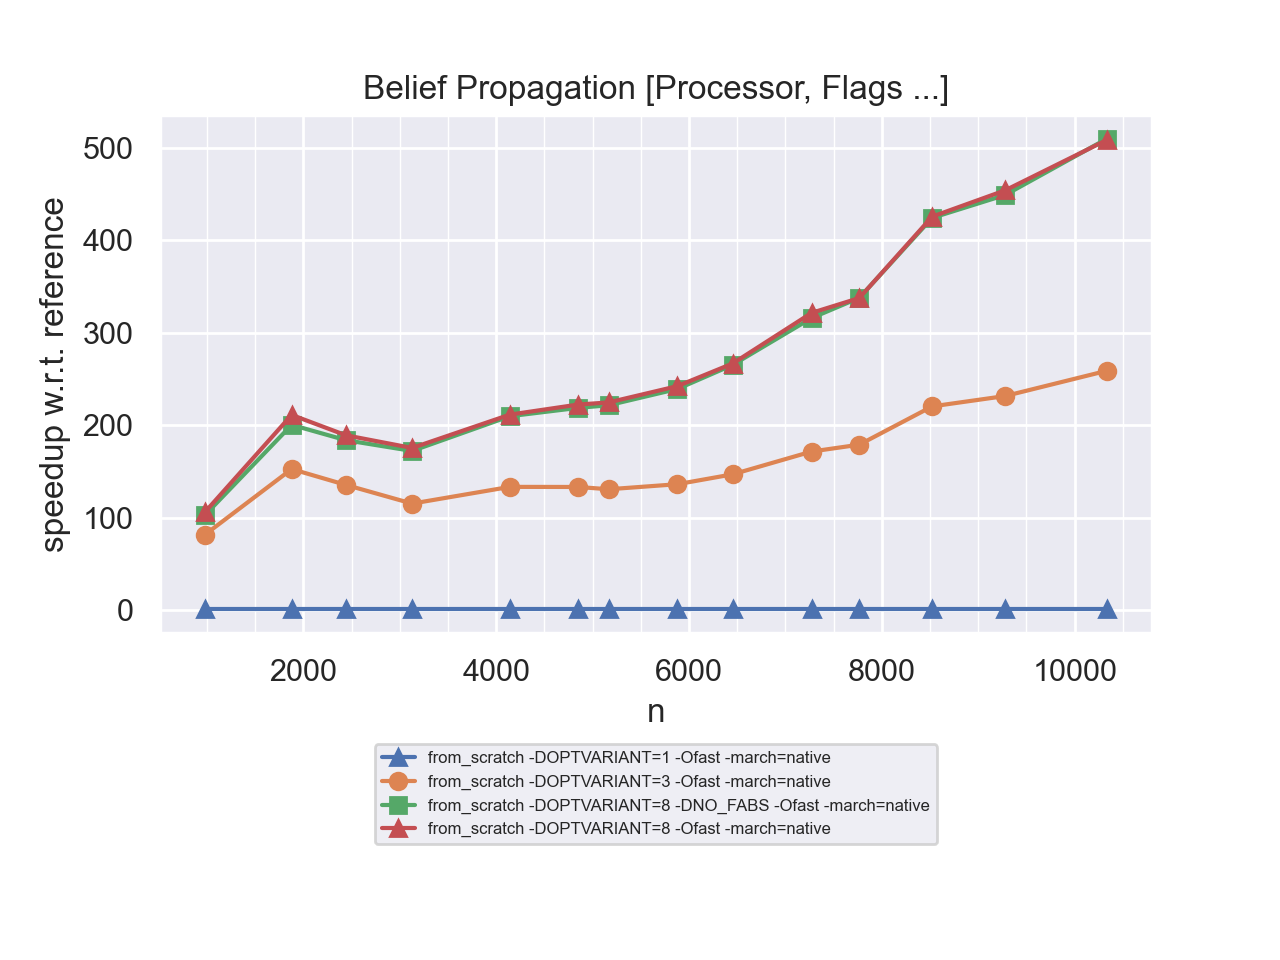 Belief Propagation [Processor, Flags ...]
speedup w.r.t. reference
500
400
300
200
100
0
2000 4000 6000 8000 10000
n
from_scratch -DOPTVARIANT=1 -Ofast -march=native
from_scratch -DOPTVARIANT=3 -Ofast -march=native
from_scratch -DOPTVARIANT=8 -DNO_FABS -Ofast -march=native
from_scratch -DOPTVARIANT=8 -Ofast -march=native